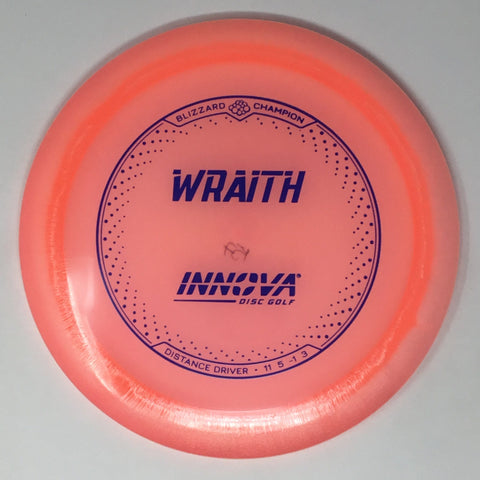 BLIZZARD CHAMPION
WRAITH
INNOVA®
DISC GOLF
DISTANCE DRIVER • 11 5 -1 3